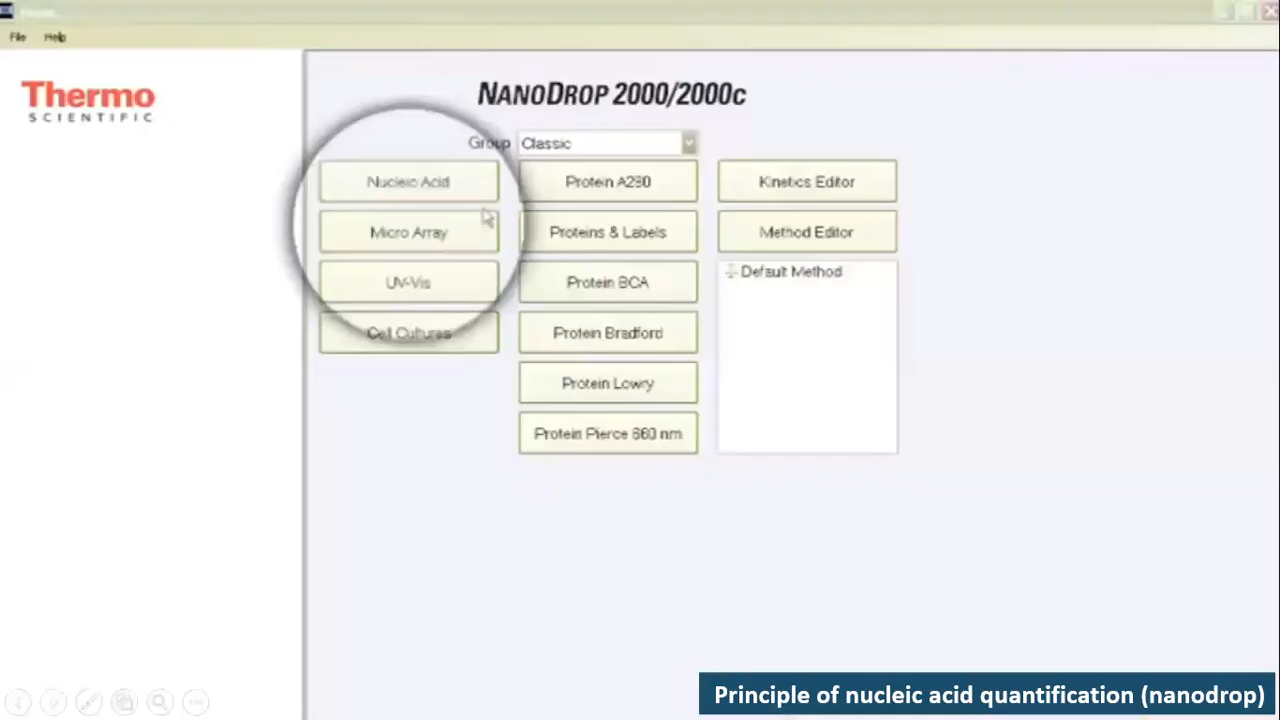 File Help
Thermo
SCIENTIFIC
NANODROP 2000/2000c
Group Classic
Nucleic Acid
Micro Array
UV-Vis
Cell Cultures
Protein A280
Proteins & Labels
Protein BCA
Protein Bradford
Protein Lowry
Protein Pierce 660 nm
Kinetics Editor
Method Editor
Default Method
Principle of nucleic acid quantification (nanodrop)